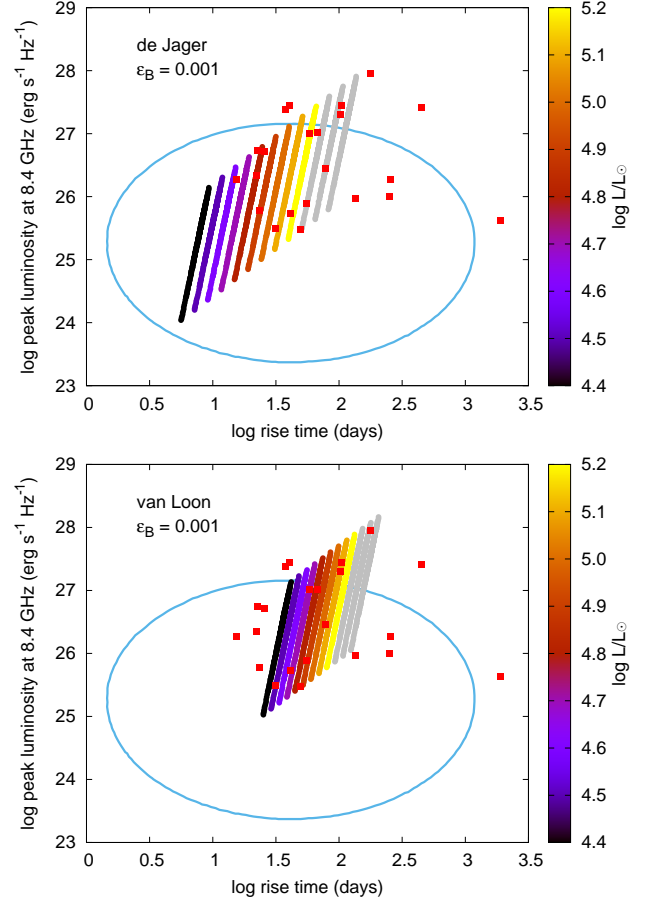 de Jager
ε_B = 0.001
log peak luminosity at 8.4 GHz (erg s⁻¹ Hz⁻¹)
29
28
27
26
25
24
23
0 0.5 1 1.5 2 2.5 3 3.5
log rise time (days)
5.2
5.0
4.9
4.8
4.7
4.6
4.5
4.4
log L/L☉
van Loon
ε_B = 0.001
log peak luminosity at 8.4 GHz (erg s⁻¹ Hz⁻¹)
29
28
27
26
25
24
23
0 0.5 1 1.5 2 2.5 3 3.5
log rise time (days)
5.2
5.0
4.9
4.8
4.7
4.6
4.5
4.4
log L/L☉